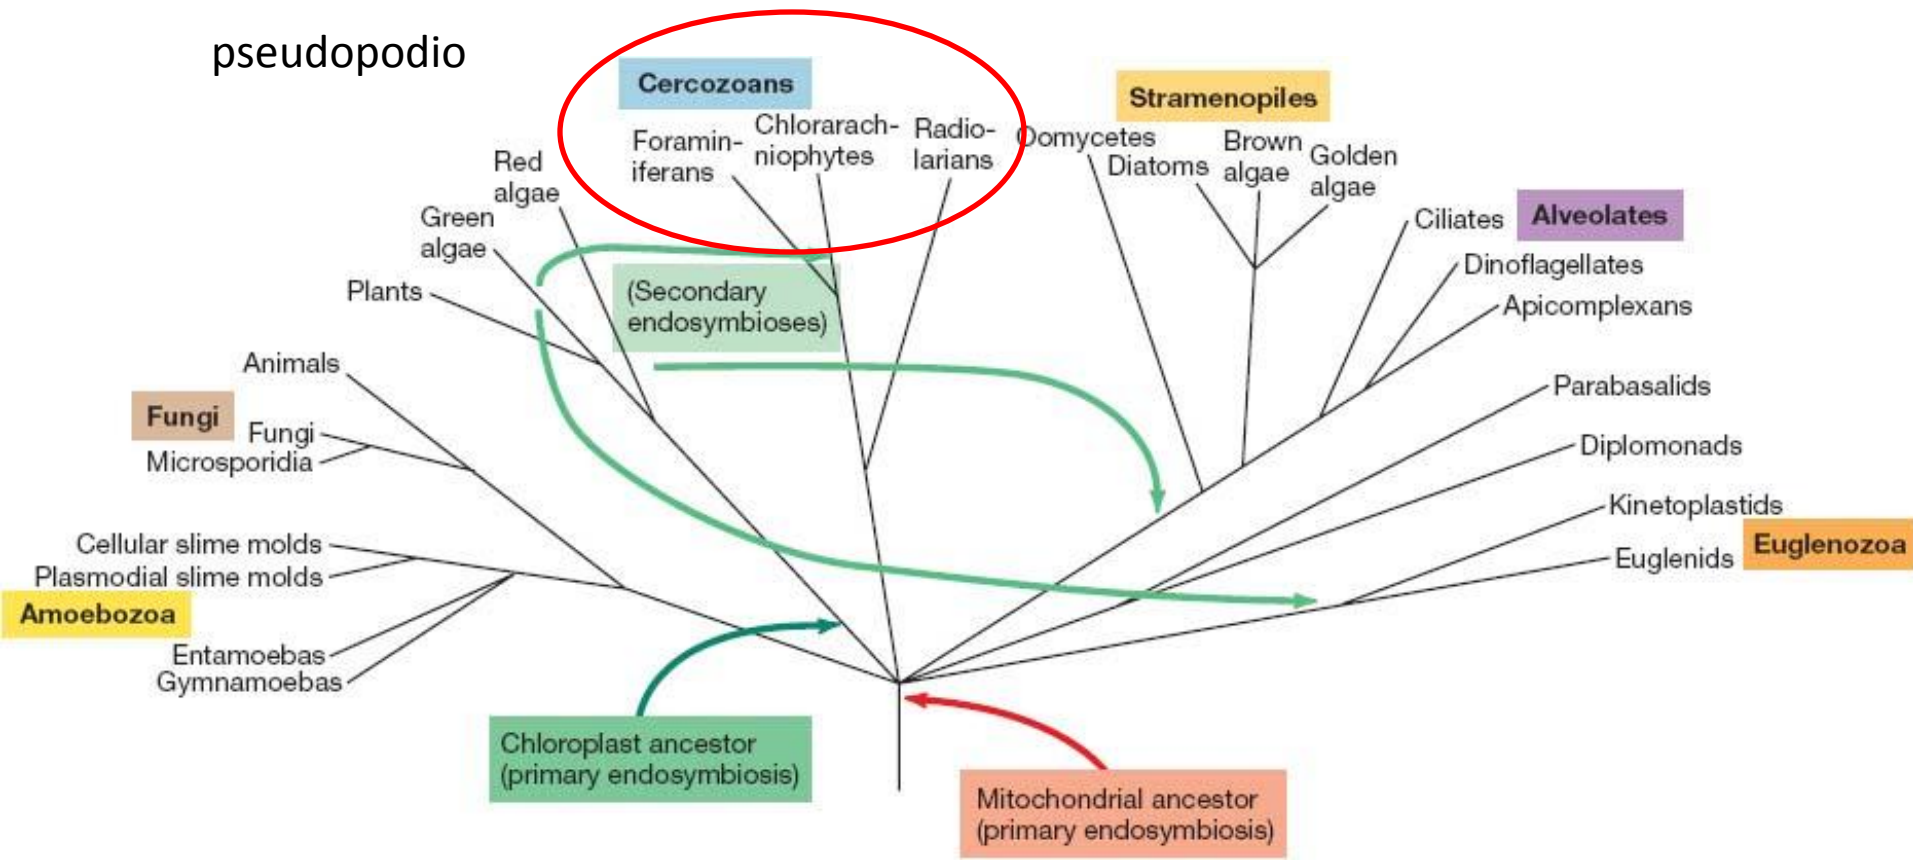 pseudopodio
Cercozoans
Foramin-
iferans
Chlorarach-
niophytes
Radio-
larians
Stramenopiles
Oomycetes
Diatoms
Brown
algae
Golden
algae
Red
algae
Green
algae
Plants
Ciliates
Alveolates
Dinoflagellates
Apicomplexans
(Secondary
endosymbioses)
Animals
Fungi
Fungi
Microsporidia
Parabasalids
Diplomonads
Kinetoplastids
Euglenids
Euglenozoa
Cellular slime molds
Plasmodial slime molds
Amoebozoa
Entamoebas
Gymnamoebas
Chloroplast ancestor
(primary endosymbiosis)
Mitochondrial ancestor
(primary endosymbiosis)